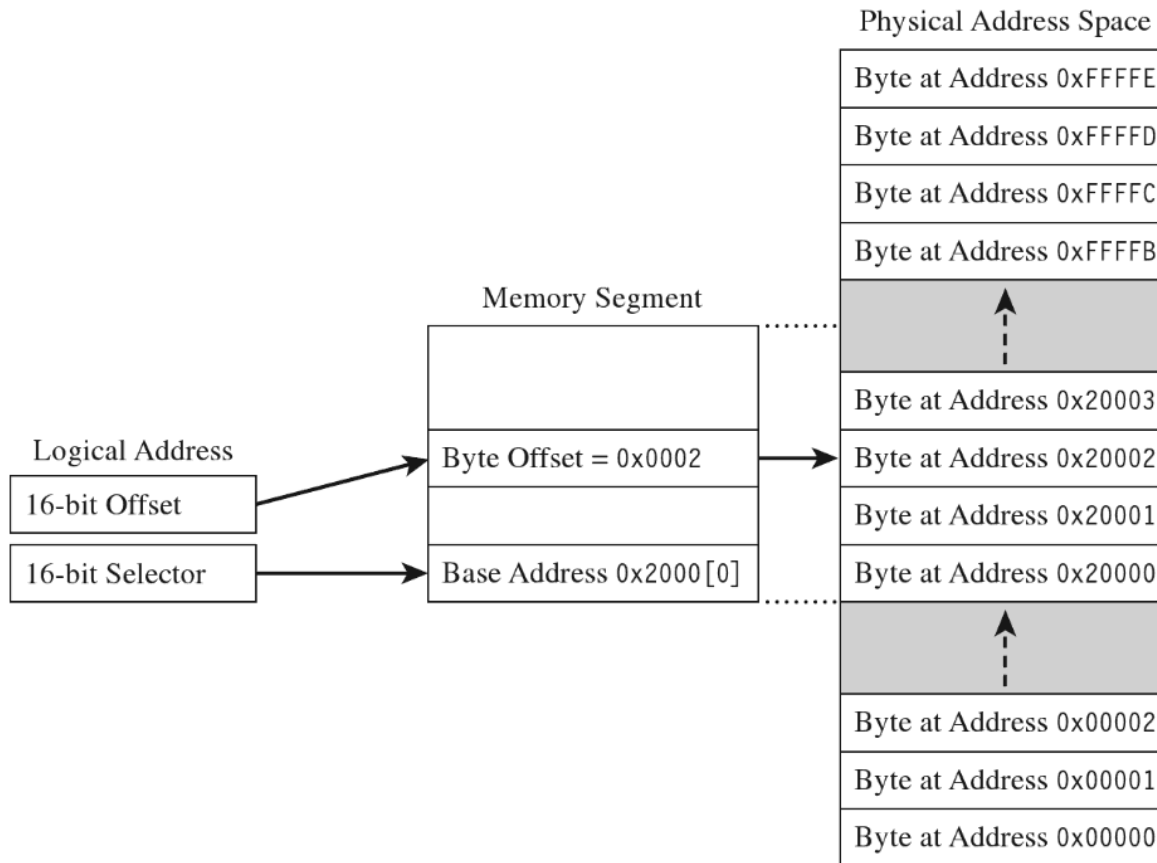 Physical Address Space
Byte at Address 0xFFFFE
Byte at Address 0xFFFFD
Byte at Address 0xFFFFC
Byte at Address 0xFFFFB
Memory Segment
Byte at Address 0x20003
Logical Address
Byte Offset = 0x0002
Byte at Address 0x20002
16-bit Offset
Byte at Address 0x20001
16-bit Selector
Base Address 0x2000[0]
Byte at Address 0x20000
Byte at Address 0x00002
Byte at Address 0x00001
Byte at Address 0x00000